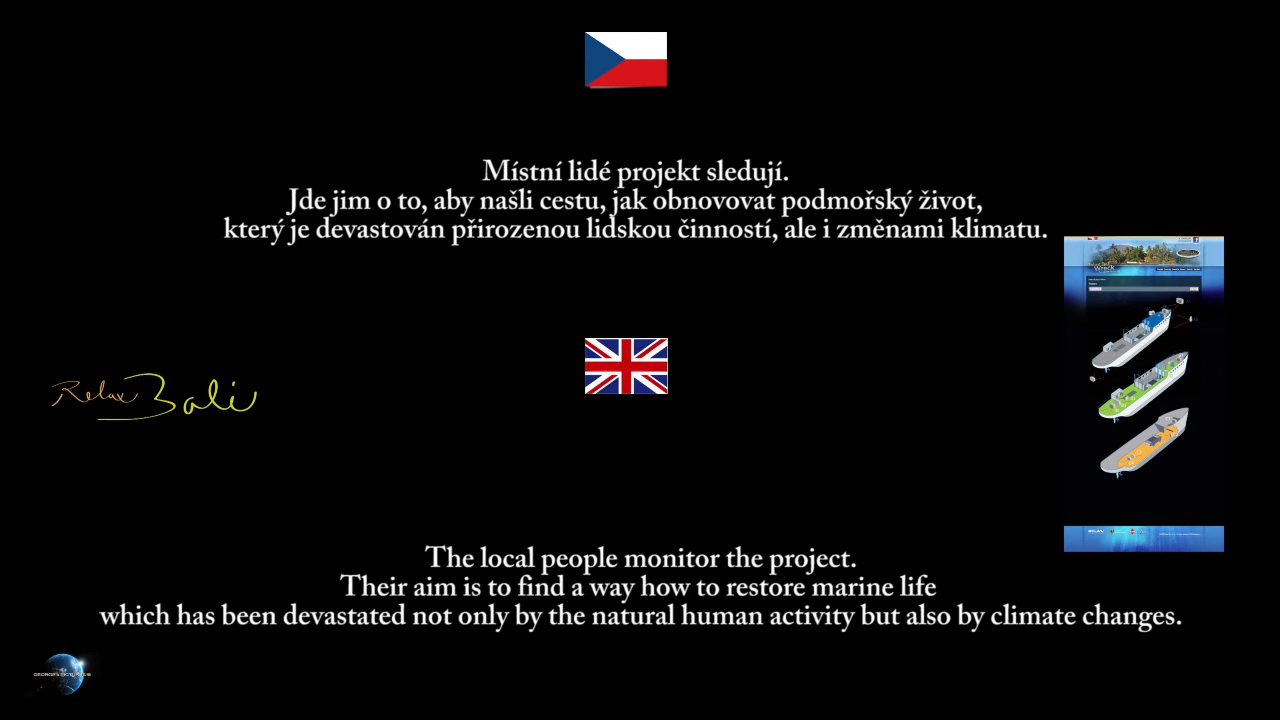 Místní lidé projekt sledují.
Jde jim o to, aby našli cestu, jak obnovovat podmořský život,
který je devastován přirozenou lidskou činností, ale i změnami klimatu.
Wreck
Relax Bali
The local people monitor the project.
Their aim is to find a way how to restore marine life
which has been devastated not only by the natural human activity but also by climate changes.